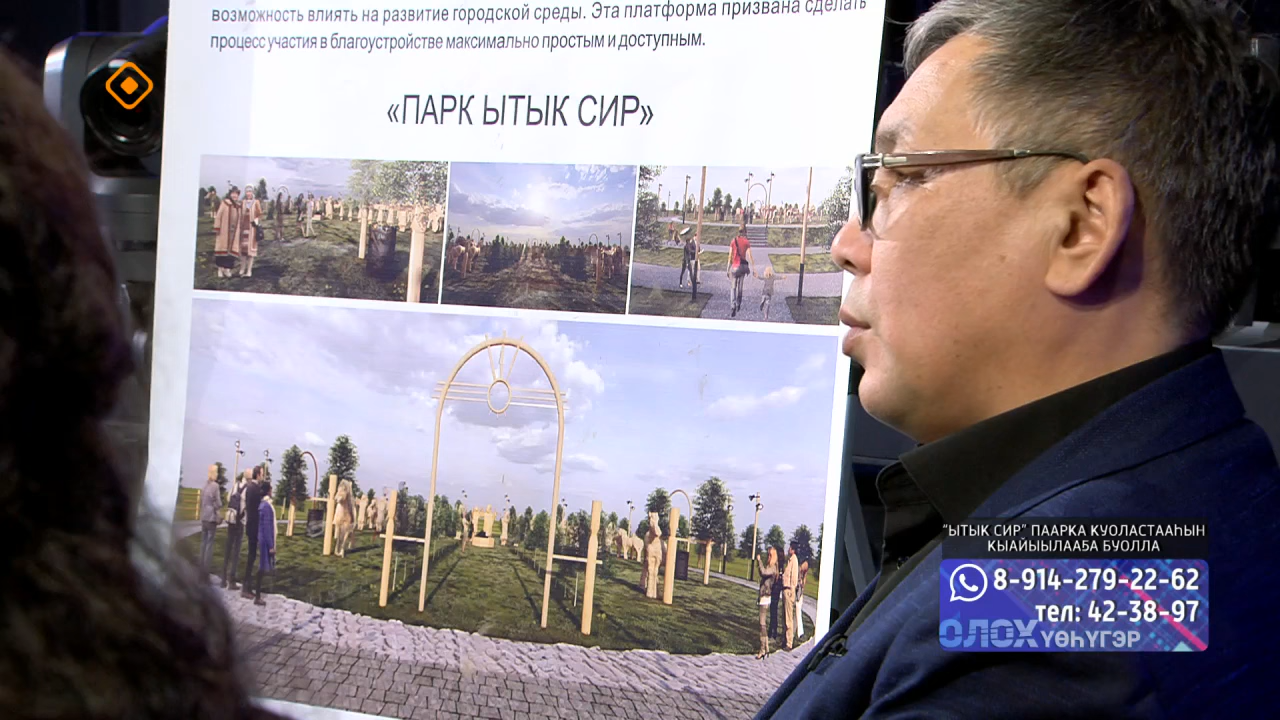 возможность влиять на развитие городской среды. Эта платформа призвана сделать
процесс участия в благоустройстве максимально простым и доступным.
«ПАРК ЫТЫК СИР»
"ЫТЫК СИР" ПААРКА КУОЛАСТААҺЫН
КЫАЙЫЫЛААҔА БУОЛЛА
8-914-279-22-62
тел: 42-38-97
ОЛОХ ҮӨҺҮГЭР